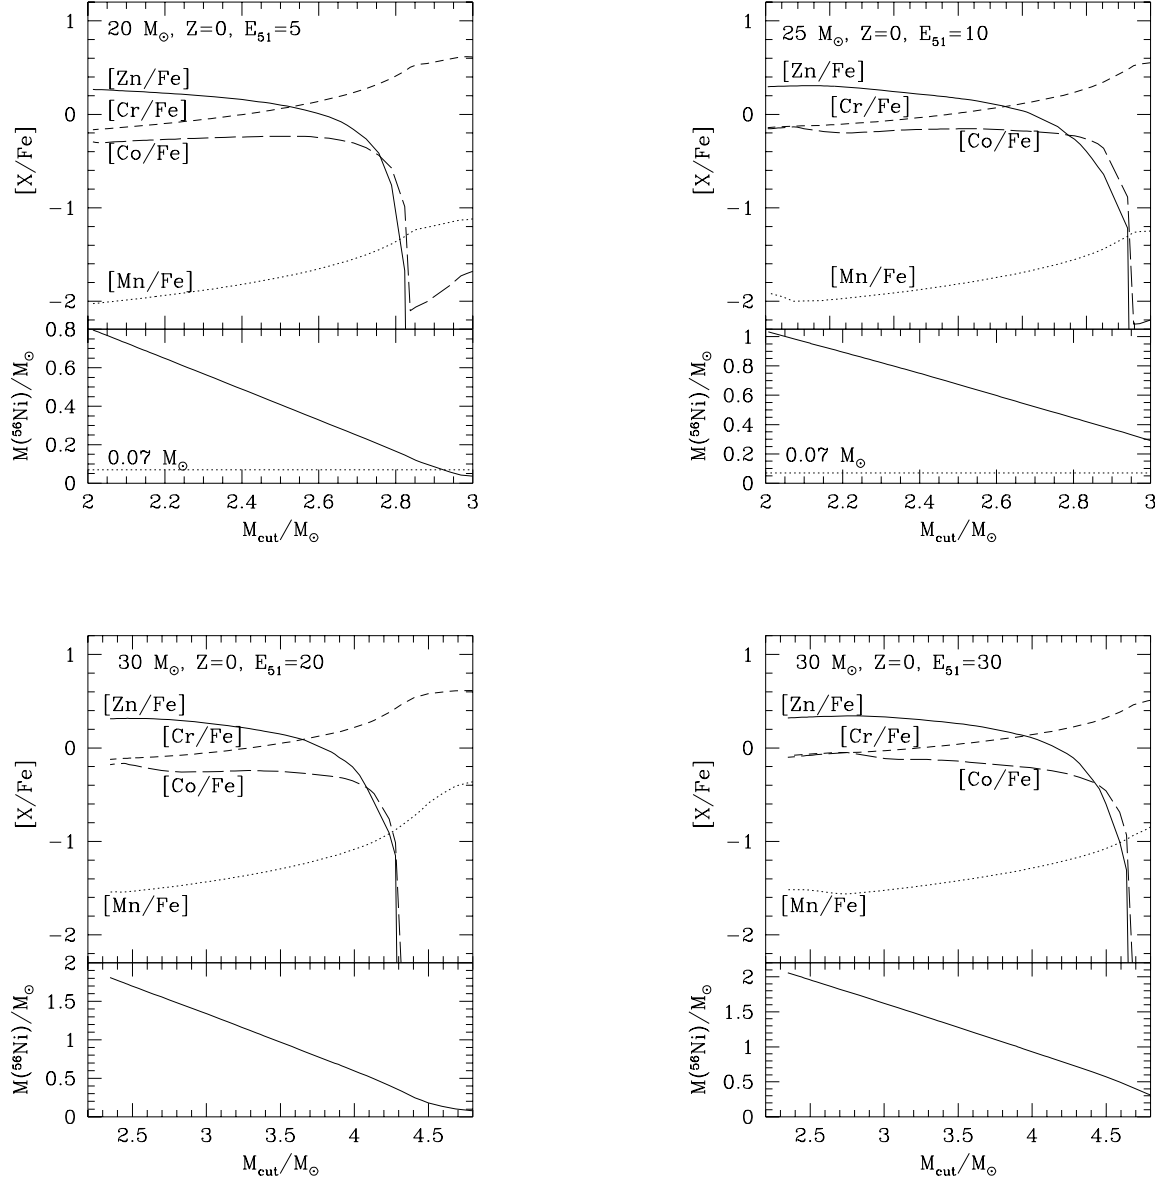 20 M⊙, Z=0, E51=5
[X/Fe]
1
0
−1
−2
[Zn/Fe]
[Cr/Fe]
[Co/Fe]
[Mn/Fe]
M(56Ni)/M⊙
0.8
0.6
0.4
0.2
0
0.07 M⊙
2 2.2 2.4 2.6 2.8 3
Mcut/M⊙
25 M⊙, Z=0, E51=10
[X/Fe]
1
0
−1
−2
[Zn/Fe]
[Cr/Fe]
[Co/Fe]
[Mn/Fe]
M(56Ni)/M⊙
1
0.8
0.6
0.4
0.2
0
0.07 M⊙
2 2.2 2.4 2.6 2.8 3
Mcut/M⊙
30 M⊙, Z=0, E51=20
[X/Fe]
1
0
−1
−2
[Zn/Fe]
[Cr/Fe]
[Co/Fe]
[Mn/Fe]
M(56Ni)/M⊙
2
1.5
1
0.5
0
2.5 3 3.5 4 4.5
Mcut/M⊙
30 M⊙, Z=0, E51=30
[X/Fe]
1
0
−1
−2
[Zn/Fe]
[Cr/Fe]
[Co/Fe]
[Mn/Fe]
M(56Ni)/M⊙
2
1.5
1
0.5
0
2.5 3 3.5 4 4.5
Mcut/M⊙